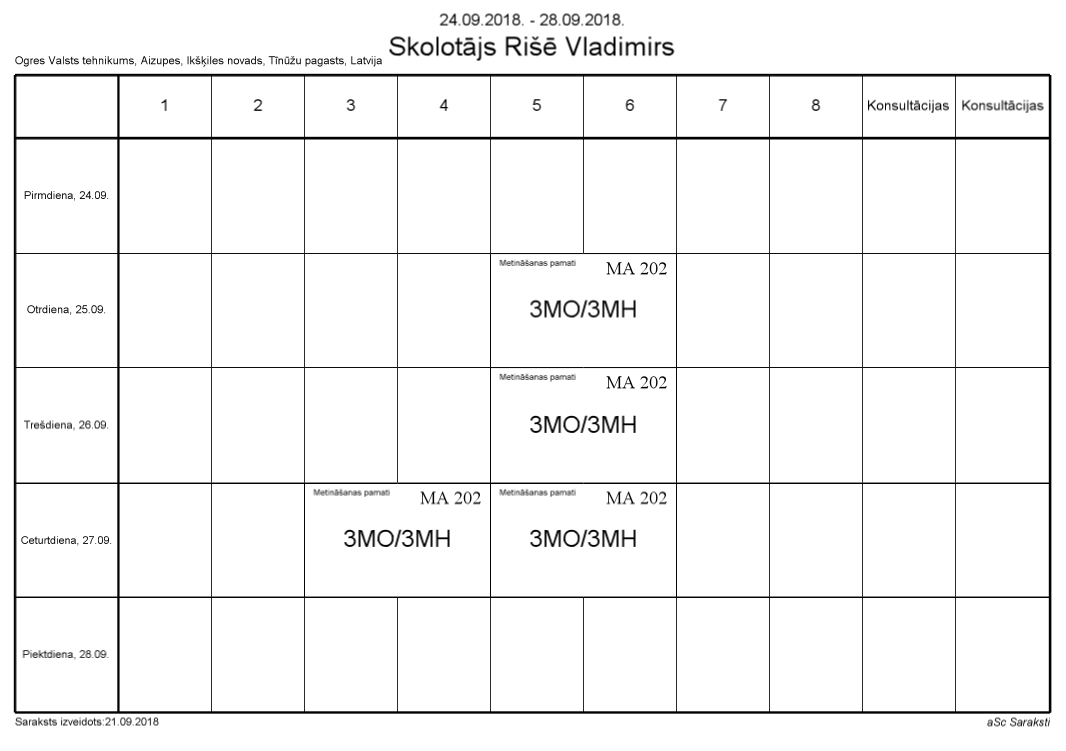 24.09.2018. - 28.09.2018.
Skolotājs Rišē Vladimirs
Ogres Valsts tehnikums, Aizupes, Ikšķiles novads, Tīnūžu pagasts, Latvija
1 2 3 4 5 6 7 8 Konsultācijas Konsultācijas
Pirmdiena, 24.09.
Metināšanas pamati MA 202
Otrdiena, 25.09. 3MO/3MH
Metināšanas pamati MA 202
Trešdiena, 26.09. 3MO/3MH
Metināšanas pamati MA 202 Metināšanas pamati MA 202
Ceturtdiena, 27.09. 3MO/3MH 3MO/3MH
Piektdiena, 28.09.
Saraksts izveidots:21.09.2018 aSc Saraksti